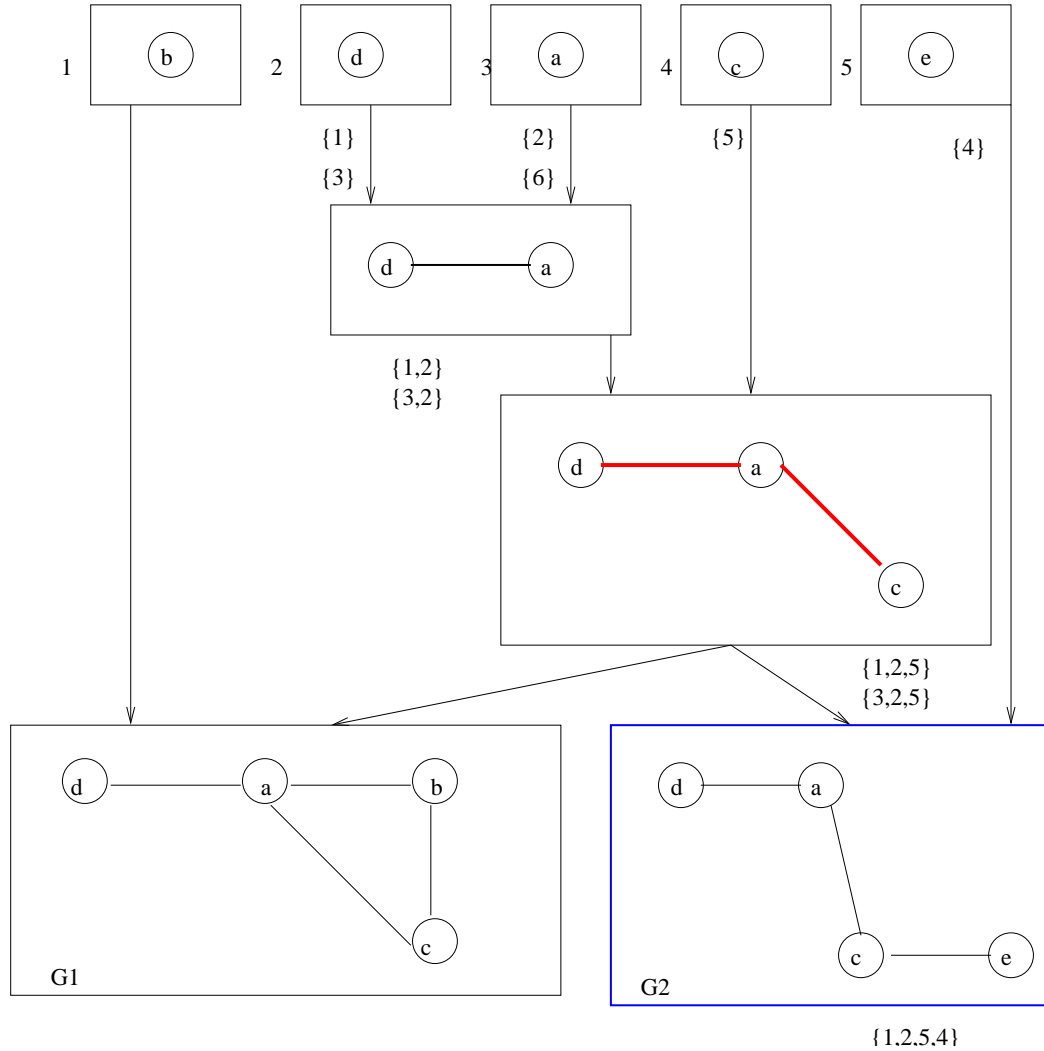 1 b 2 d 3 a 4 c 5 e
{1} {2} {5} {4}
{3} {6}
d a
{1,2}
{3,2}
d a
c
{1,2,5}
{3,2,5}
d a b d a
c c e
G1 G2
{1,2,5,4}